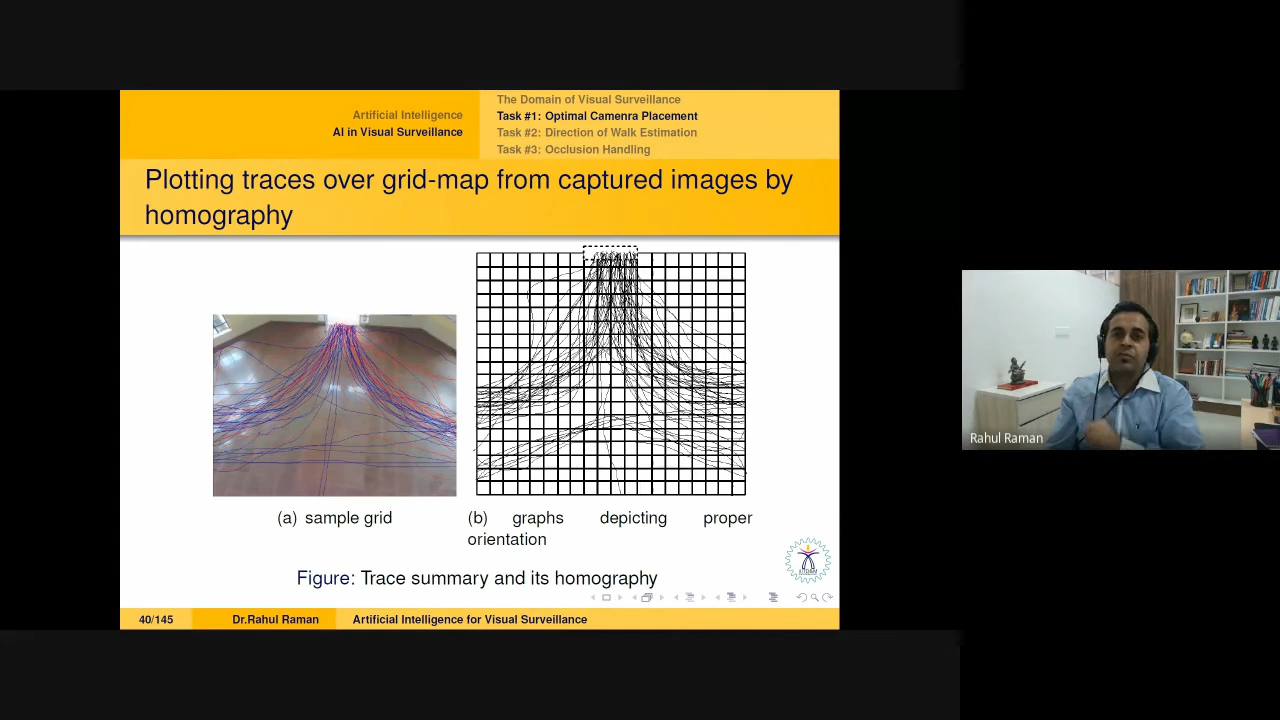 Artificial Intelligence
AI in Visual Surveillance
The Domain of Visual Surveillance
Task #1: Optimal Camenra Placement
Task #2: Direction of Walk Estimation
Task #3: Occlusion Handling
Plotting traces over grid-map from captured images by
homography
(a) sample grid
(b) graphs depicting proper
orientation
Figure: Trace summary and its homography
40/145
Dr.Rahul Raman
Artificial Intelligence for Visual Surveillance
Rahul Raman